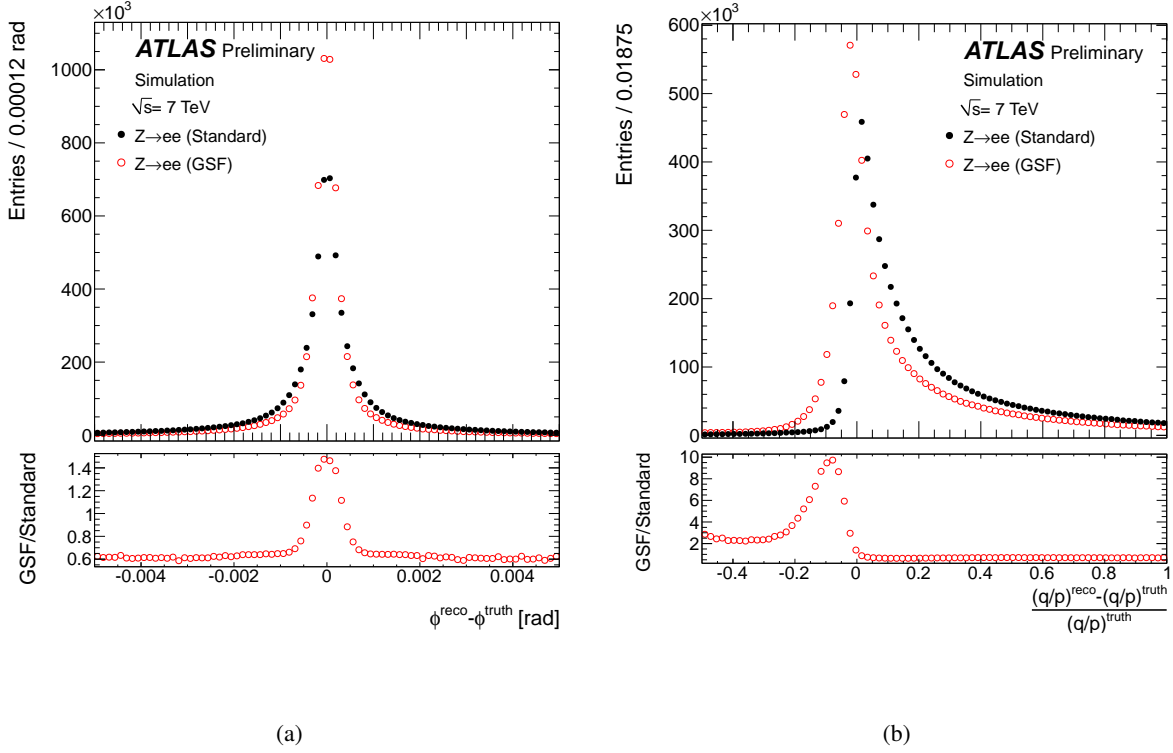 ×10³
ATLAS Preliminary
Simulation
√s= 7 TeV
Z→ee (Standard)
Z→ee (GSF)
Entries / 0.00012 rad
1000
800
600
400
200
0
GSF/Standard
1.4
1.2
1
0.8
0.6
-0.004 -0.002 0 0.002 0.004
ϕ^reco-ϕ^truth [rad]
(a)
×10³
ATLAS Preliminary
Simulation
√s= 7 TeV
Z→ee (Standard)
Z→ee (GSF)
Entries / 0.01875
600
500
400
300
200
100
0
GSF/Standard
10
8
6
4
2
-0.4 -0.2 0 0.2 0.4 0.6 0.8 1
(q/p)^reco-(q/p)^truth
(q/p)^truth
(b)